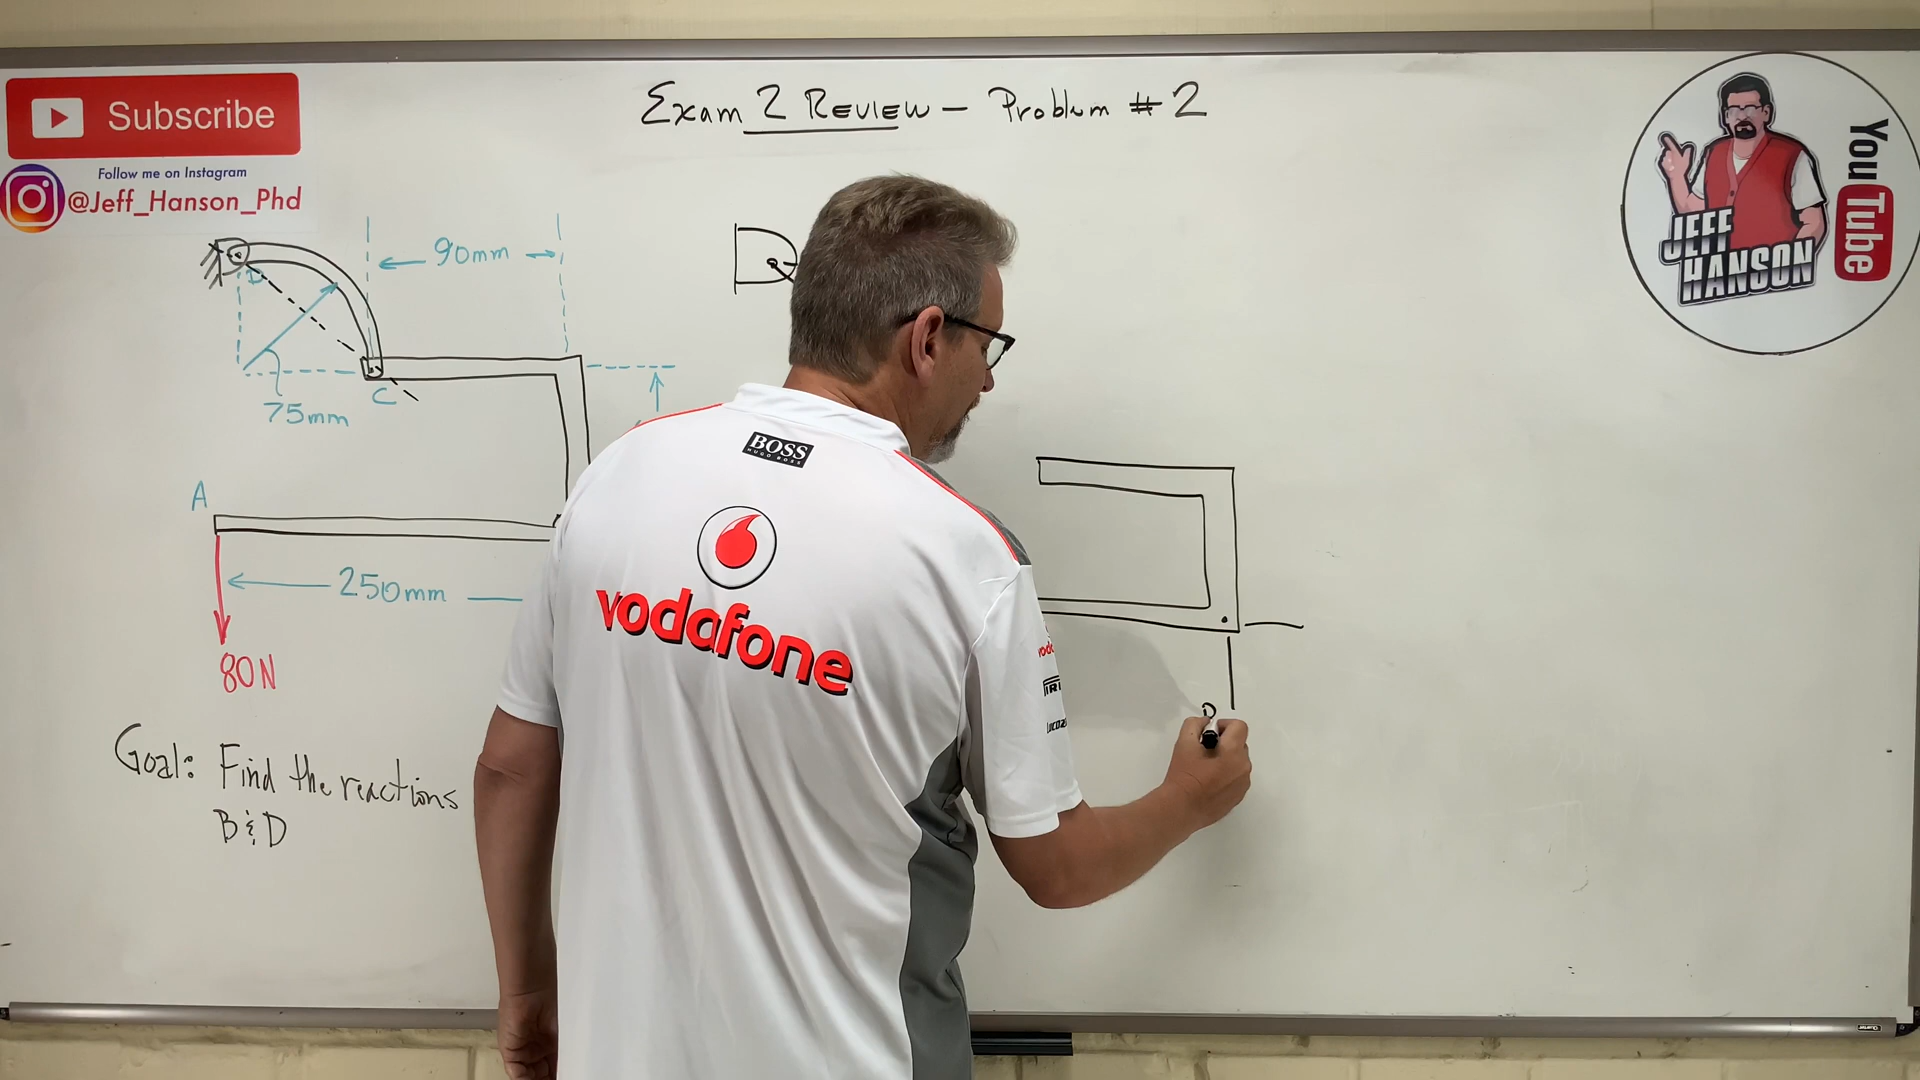 Subscribe
Follow me on Instagram
@Jeff_Hanson_Phd
Exam 2 REVIEW – Problem #2
YouTube
JEFF
HANSON
90mm
D
C
75mm
A
250mm
80N
Goal: Find the reactions
B & D
BOSS
HUGO BOSS
vodafone